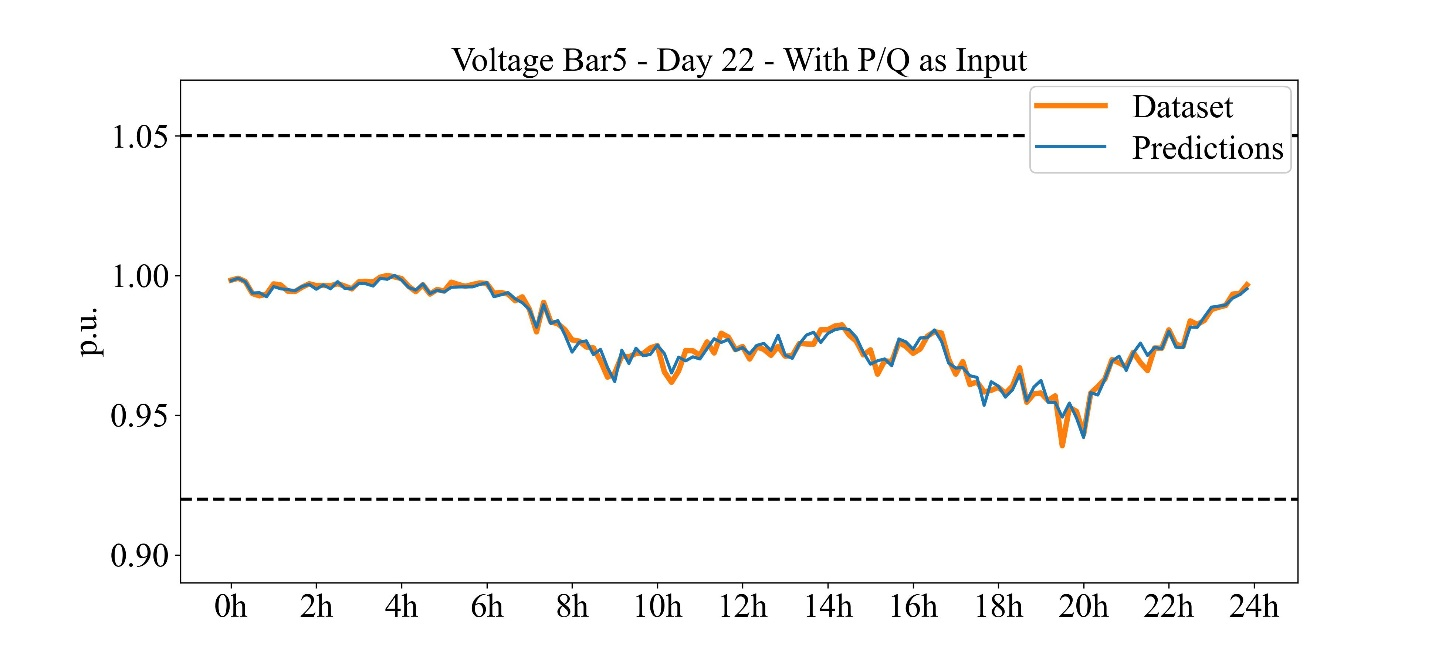 Voltage Bar5 - Day 22 - With P/Q as Input
Dataset
Predictions
p.u.
1.05
1.00
0.95
0.90
0h 2h 4h 6h 8h 10h 12h 14h 16h 18h 20h 22h 24h